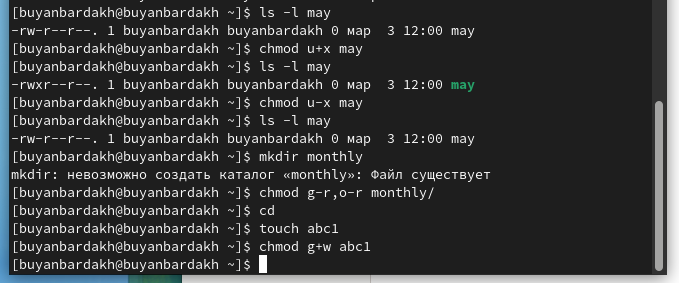 [buyanbardakh@buyanbardakh ~]$ ls -l may
-rw-r--r--. 1 buyanbardakh buyanbardakh 0 мар  3 12:00 may
[buyanbardakh@buyanbardakh ~]$ chmod u+x may
[buyanbardakh@buyanbardakh ~]$ ls -l may
-rwxr--r--. 1 buyanbardakh buyanbardakh 0 мар  3 12:00 may
[buyanbardakh@buyanbardakh ~]$ chmod u-x may
[buyanbardakh@buyanbardakh ~]$ ls -l may
-rw-r--r--. 1 buyanbardakh buyanbardakh 0 мар  3 12:00 may
[buyanbardakh@buyanbardakh ~]$ mkdir monthly
mkdir: невозможно создать каталог «monthly»: Файл существует
[buyanbardakh@buyanbardakh ~]$ chmod g-r,o-r monthly/
[buyanbardakh@buyanbardakh ~]$ cd
[buyanbardakh@buyanbardakh ~]$ touch abc1
[buyanbardakh@buyanbardakh ~]$ chmod g+w abc1
[buyanbardakh@buyanbardakh ~]$